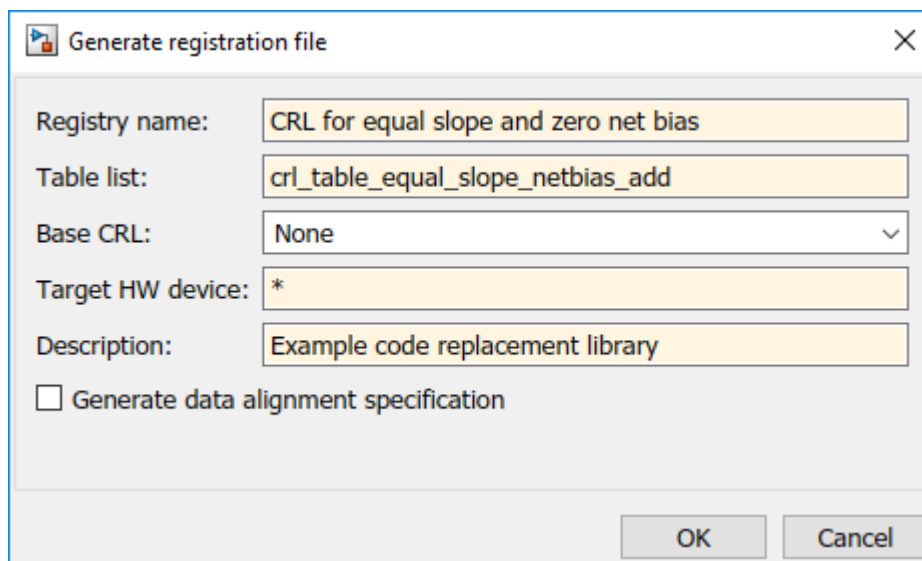 Generate registration file
Registry name: CRL for equal slope and zero net bias
Table list: crl_table_equal_slope_netbias_add
Base CRL: None
Target HW device: *
Description: Example code replacement library
Generate data alignment specification
OK Cancel